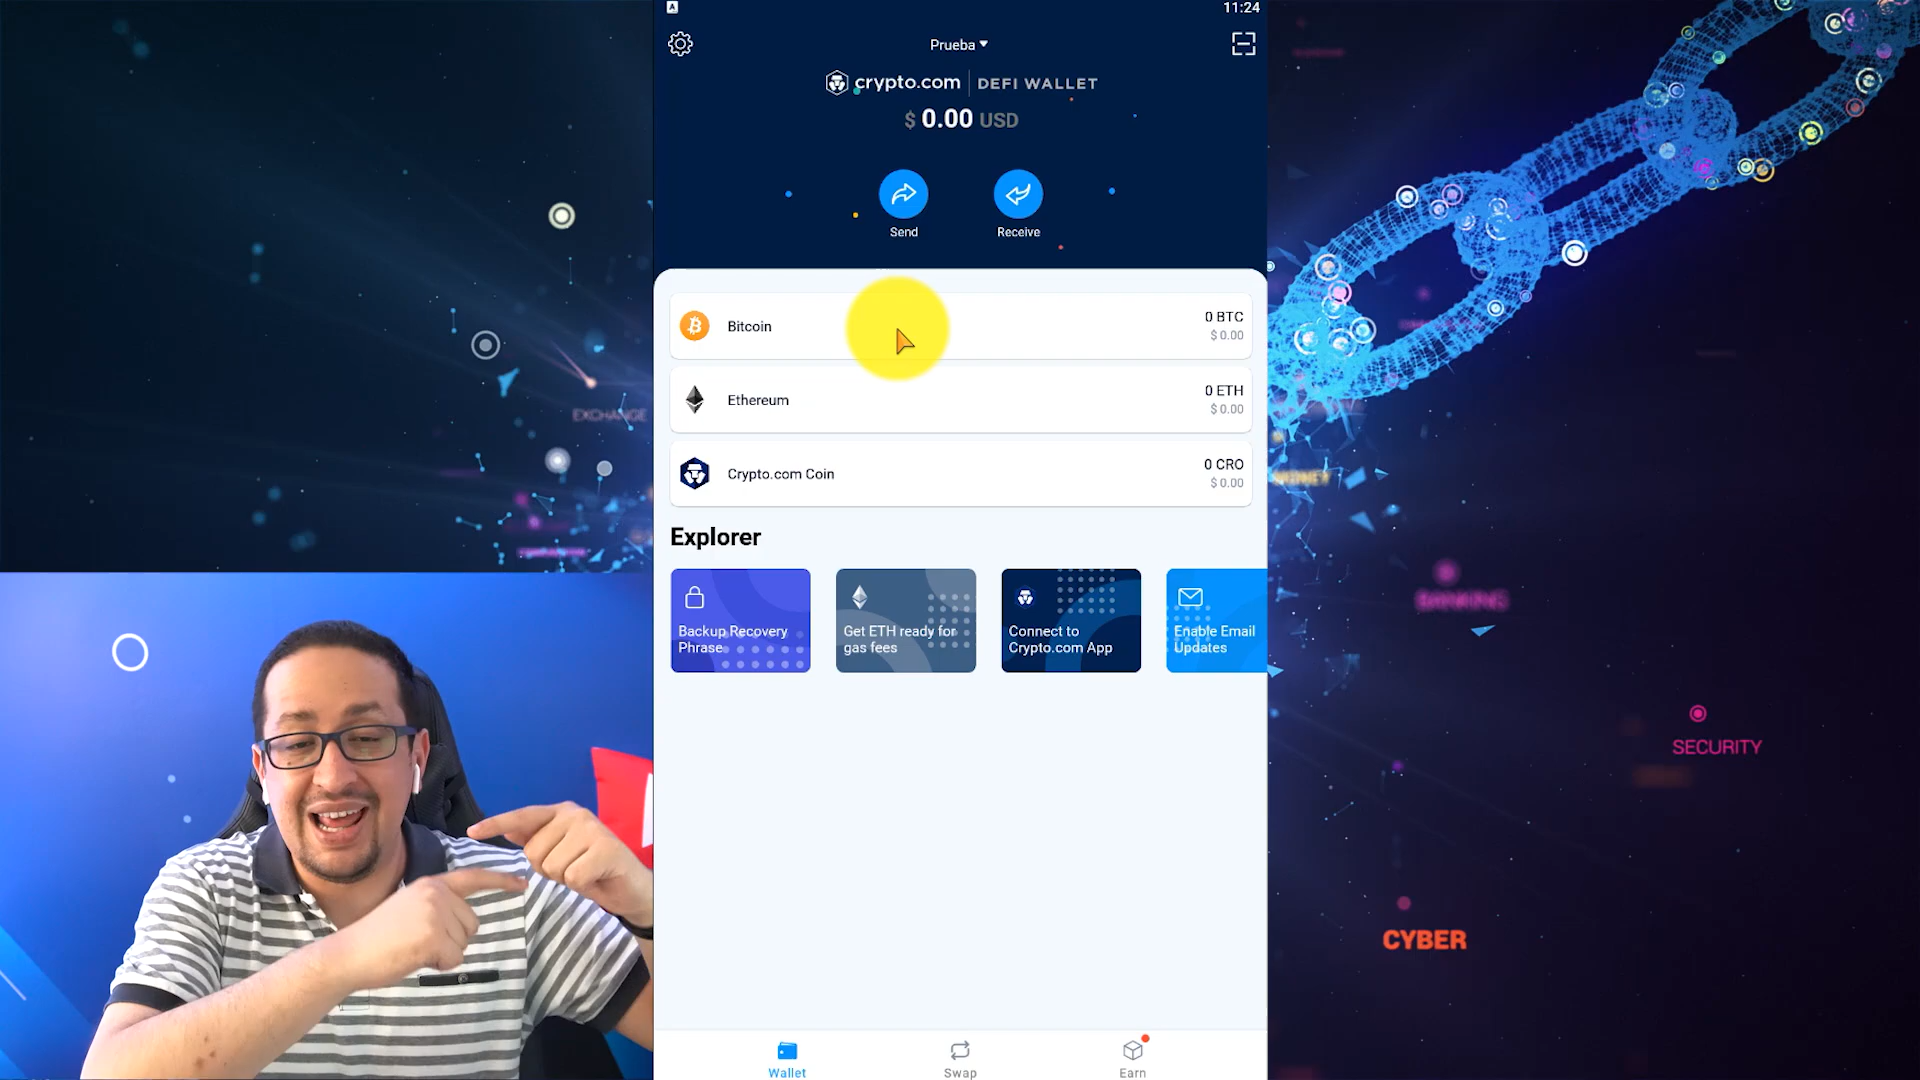 A
11:24
Prueba
crypto.com | DEFI WALLET
$ 0.00 USD
Send
Receive
Bitcoin
0 BTC
$ 0.00
Ethereum
0 ETH
$ 0.00
Crypto.com Coin
0 CRO
$ 0.00
Explorer
Backup Recovery
Phrase
Get ETH ready for
gas fees
Connect to
Crypto.com App
Enable Email
Updates
Wallet
Swap
Earn
EXCHANGE
MONEY
BANKING
SECURITY
CYBER